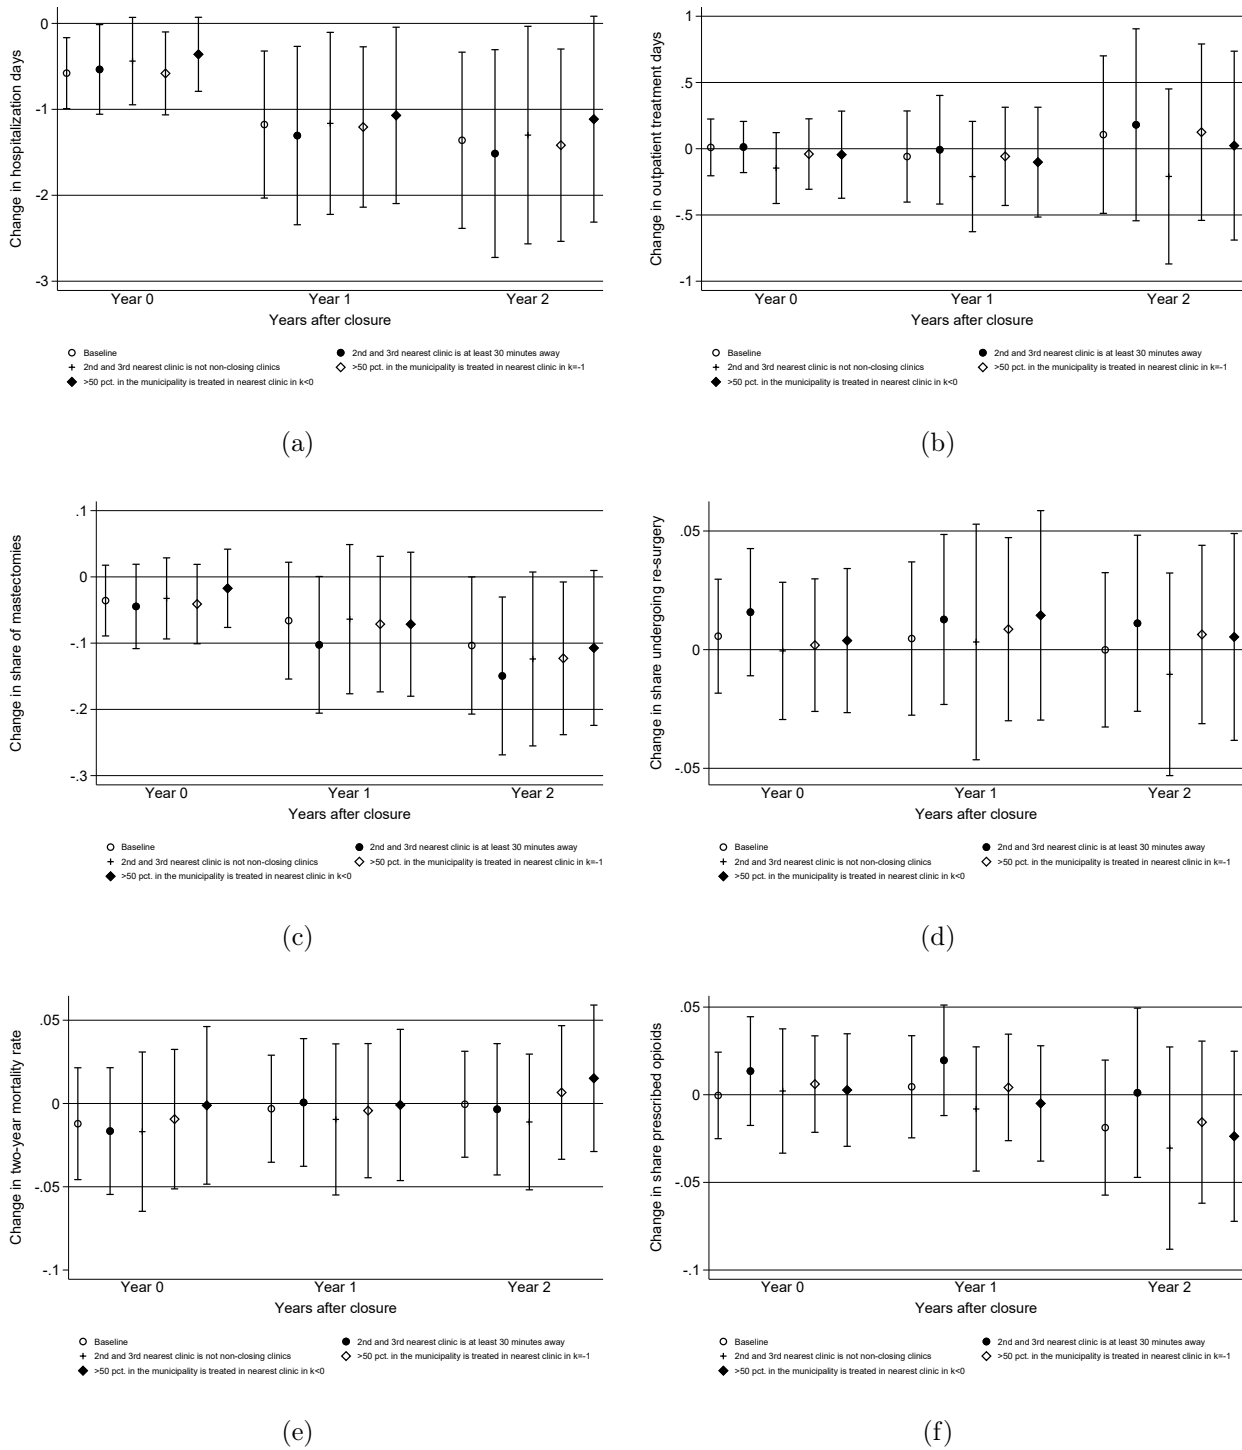 Change in hospitalization days
0
-1
-2
-3
Year 0 Year 1 Year 2
Years after closure
Baseline 2nd and 3rd nearest clinic is at least 30 minutes away
2nd and 3rd nearest clinic is not non-closing clinics >50 pct. in the municipality is treated in nearest clinic in k=-1
>50 pct. in the municipality is treated in nearest clinic in k<0
(a)
Change in outpatient treatment days
1
.5
0
-.5
-1
Year 0 Year 1 Year 2
Years after closure
Baseline 2nd and 3rd nearest clinic is at least 30 minutes away
2nd and 3rd nearest clinic is not non-closing clinics >50 pct. in the municipality is treated in nearest clinic in k=-1
>50 pct. in the municipality is treated in nearest clinic in k<0
(b)
Change in share of mastectomies
.1
0
-.1
-.2
-.3
Year 0 Year 1 Year 2
Years after closure
Baseline 2nd and 3rd nearest clinic is at least 30 minutes away
2nd and 3rd nearest clinic is not non-closing clinics >50 pct. in the municipality is treated in nearest clinic in k=-1
>50 pct. in the municipality is treated in nearest clinic in k<0
(c)
Change in share undergoing re-surgery
.05
0
-.05
Year 0 Year 1 Year 2
Years after closure
Baseline 2nd and 3rd nearest clinic is at least 30 minutes away
2nd and 3rd nearest clinic is not non-closing clinics >50 pct. in the municipality is treated in nearest clinic in k=-1
>50 pct. in the municipality is treated in nearest clinic in k<0
(d)
Change in two-year mortality rate
.05
0
-.05
-.1
Year 0 Year 1 Year 2
Years after closure
Baseline 2nd and 3rd nearest clinic is at least 30 minutes away
2nd and 3rd nearest clinic is not non-closing clinics >50 pct. in the municipality is treated in nearest clinic in k=-1
>50 pct. in the municipality is treated in nearest clinic in k<0
(e)
Change in share prescribed opioids
.05
0
-.05
-.1
Year 0 Year 1 Year 2
Years after closure
Baseline 2nd and 3rd nearest clinic is at least 30 minutes away
2nd and 3rd nearest clinic is not non-closing clinics >50 pct. in the municipality is treated in nearest clinic in k=-1
>50 pct. in the municipality is treated in nearest clinic in k<0
(f)